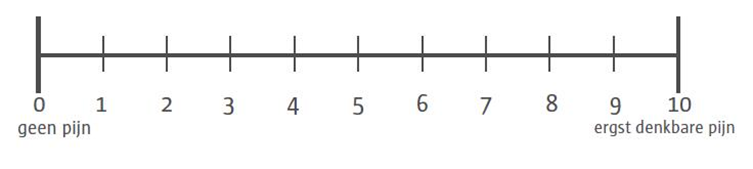 0 1 2 3 4 5 6 7 8 9 10
geen pijn ergst denkbare pijn